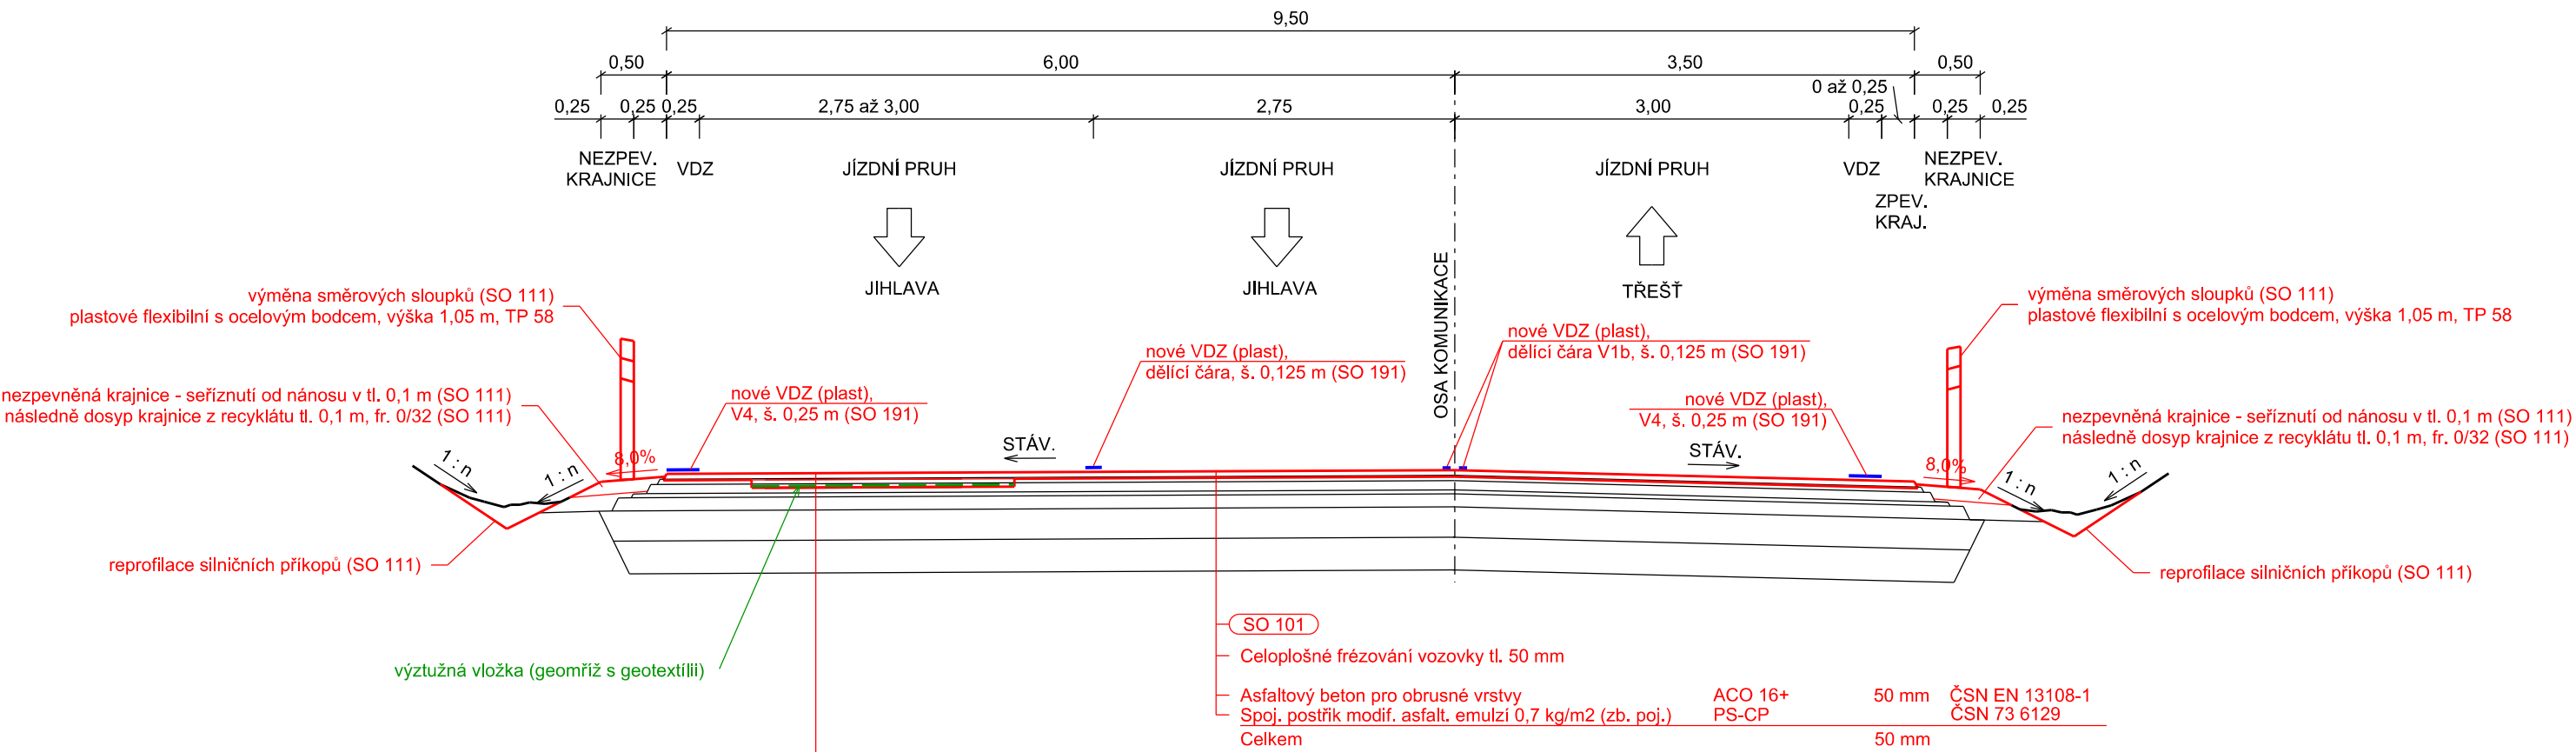 9,50
0,50 6,00 3,50 0,50
0 až 0,25
0,25 0,25 0,25 2,75 až 3,00 2,75 3,00 0,25 0,25 0,25
NEZPEV.
KRAJNICE
VDZ
JÍZDNÍ PRUH
JÍZDNÍ PRUH
JÍZDNÍ PRUH
VDZ
NEZPEV.
KRAJNICE
ZPEV.
KRAJ.
JIHLAVA
JIHLAVA
TŘEŠŤ
OSA KOMUNIKACE
výměna směrových sloupků (SO 111)
plastové flexibilní s ocelovým bodcem, výška 1,05 m, TP 58
výměna směrových sloupků (SO 111)
plastové flexibilní s ocelovým bodcem, výška 1,05 m, TP 58
nové VDZ (plast),
dělící čára, š. 0,125 m (SO 191)
nové VDZ (plast),
dělící čára V1b, š. 0,125 m (SO 191)
nezpevněná krajnice - seříznutí od nánosu v tl. 0,1 m (SO 111)
následně dosyp krajnice z recyklátu tl. 0,1 m, fr. 0/32 (SO 111)
nové VDZ (plast),
V4, š. 0,25 m (SO 191)
nové VDZ (plast),
V4, š. 0,25 m (SO 191)
nezpevněná krajnice - seříznutí od nánosu v tl. 0,1 m (SO 111)
následně dosyp krajnice z recyklátu tl. 0,1 m, fr. 0/32 (SO 111)
1 : n
1 : n
8,0%
STÁV.
STÁV.
8,0%
1 : n
1 : n
reprofilace silničních příkopů (SO 111)
reprofilace silničních příkopů (SO 111)
výztužná vložka (geomříž s geotextílii)
SO 101
Celoplošné frézování vozovky tl. 50 mm
Asfaltový beton pro obrusné vrstvy ACO 16+ 50 mm ČSN EN 13108-1
Spoj. postřik modif. asfalt. emulzí 0,7 kg/m2 (zb. poj.) PS-CP ČSN 73 6129
Celkem 50 mm